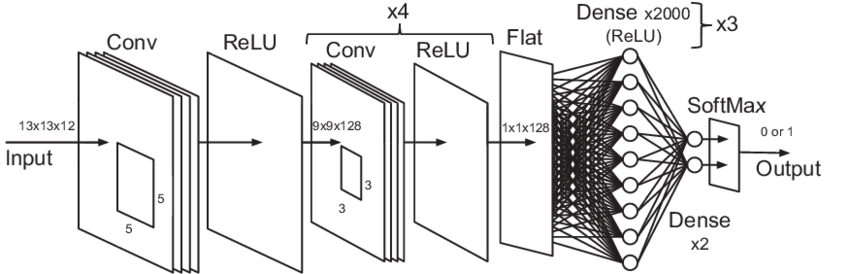 x4
Dense x2000
(ReLU)
x3
Conv
ReLU
Conv
ReLU
Flat
SoftMax
13x13x12
9x9x128
1x1x128
0 or 1
Input
Output
5
5
3
3
Dense
x2